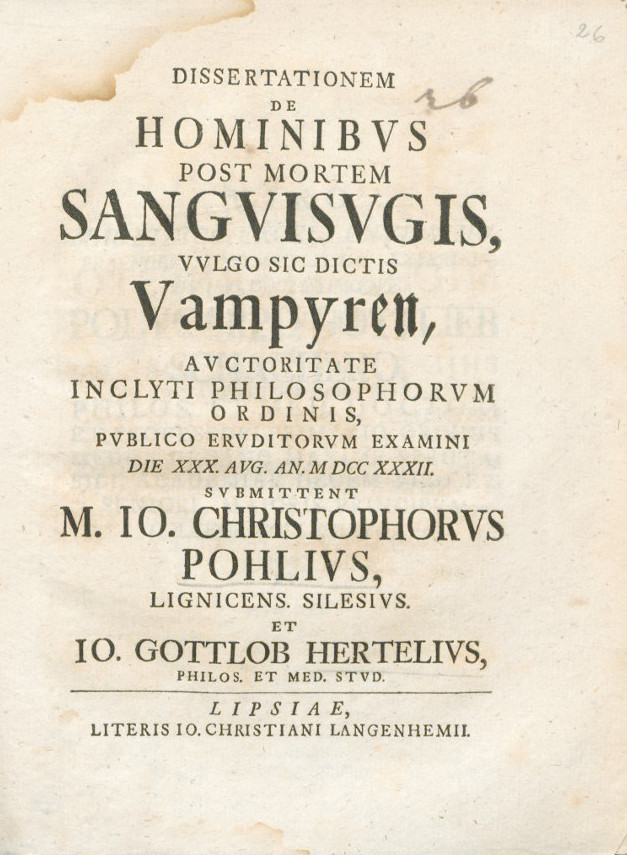 26
26
DISSERTATIONEM
DE
HOMINIBVS
POST MORTEM
SANGVISVGIS,
VVLGO SIC DICTIS
Vampyren,
AVCTORITATE
INCLYTI PHILOSOPHORVM
ORDINIS,
PVBLICO ERVDITORVM EXAMINI
DIE XXX. AVG. AN. M DCC XXXII.
SVBMITTENT
M. IO. CHRISTOPHORVS
POHLIVS,
LIGNICENS. SILESIVS.
ET
IO. GOTTLOB HERTELIVS,
PHILOS. ET MED. STVD.
LIPSIAE,
LITERIS IO. CHRISTIANI LANGENHEMII.